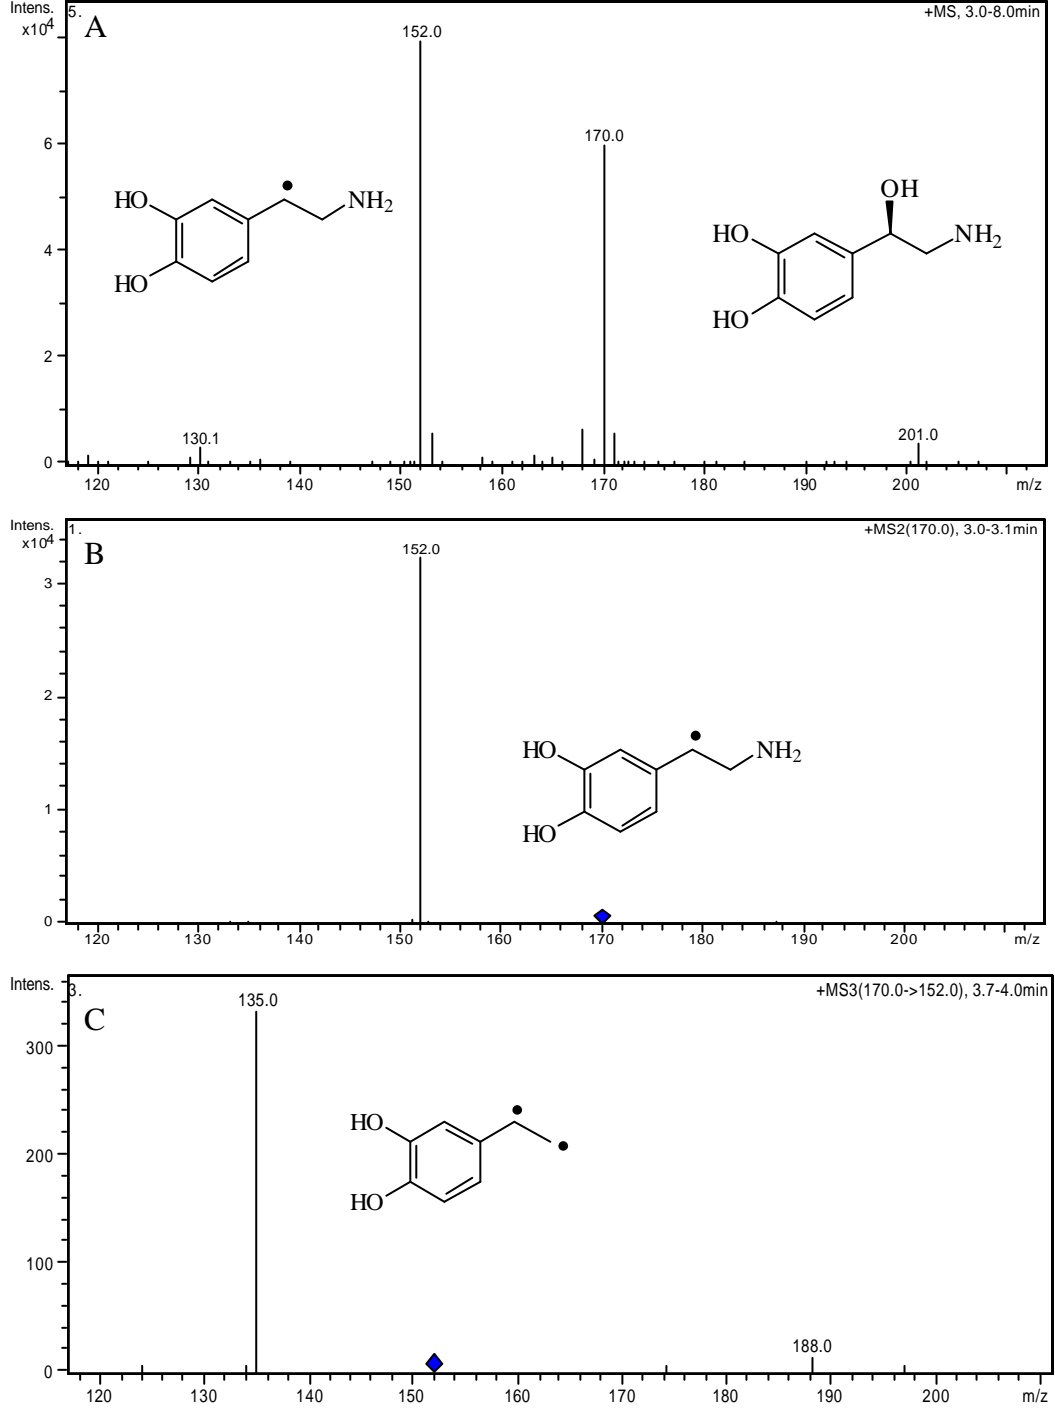 Intens.
x10⁴
5.
A
+MS, 3.0-8.0min
152.0
170.0
HO
HO
NH₂
OH
HO
HO
NH₂
130.1
201.0
6
4
2
0
120 130 140 150 160 170 180 190 200 m/z
Intens.
x10⁴
1.
B
+MS2(170.0), 3.0-3.1min
152.0
HO
HO
NH₂
3
2
1
0
120 130 140 150 160 170 180 190 200 m/z
Intens.
3.
C
+MS3(170.0->152.0), 3.7-4.0min
135.0
HO
HO
188.0
300
200
100
0
120 130 140 150 160 170 180 190 200 m/z